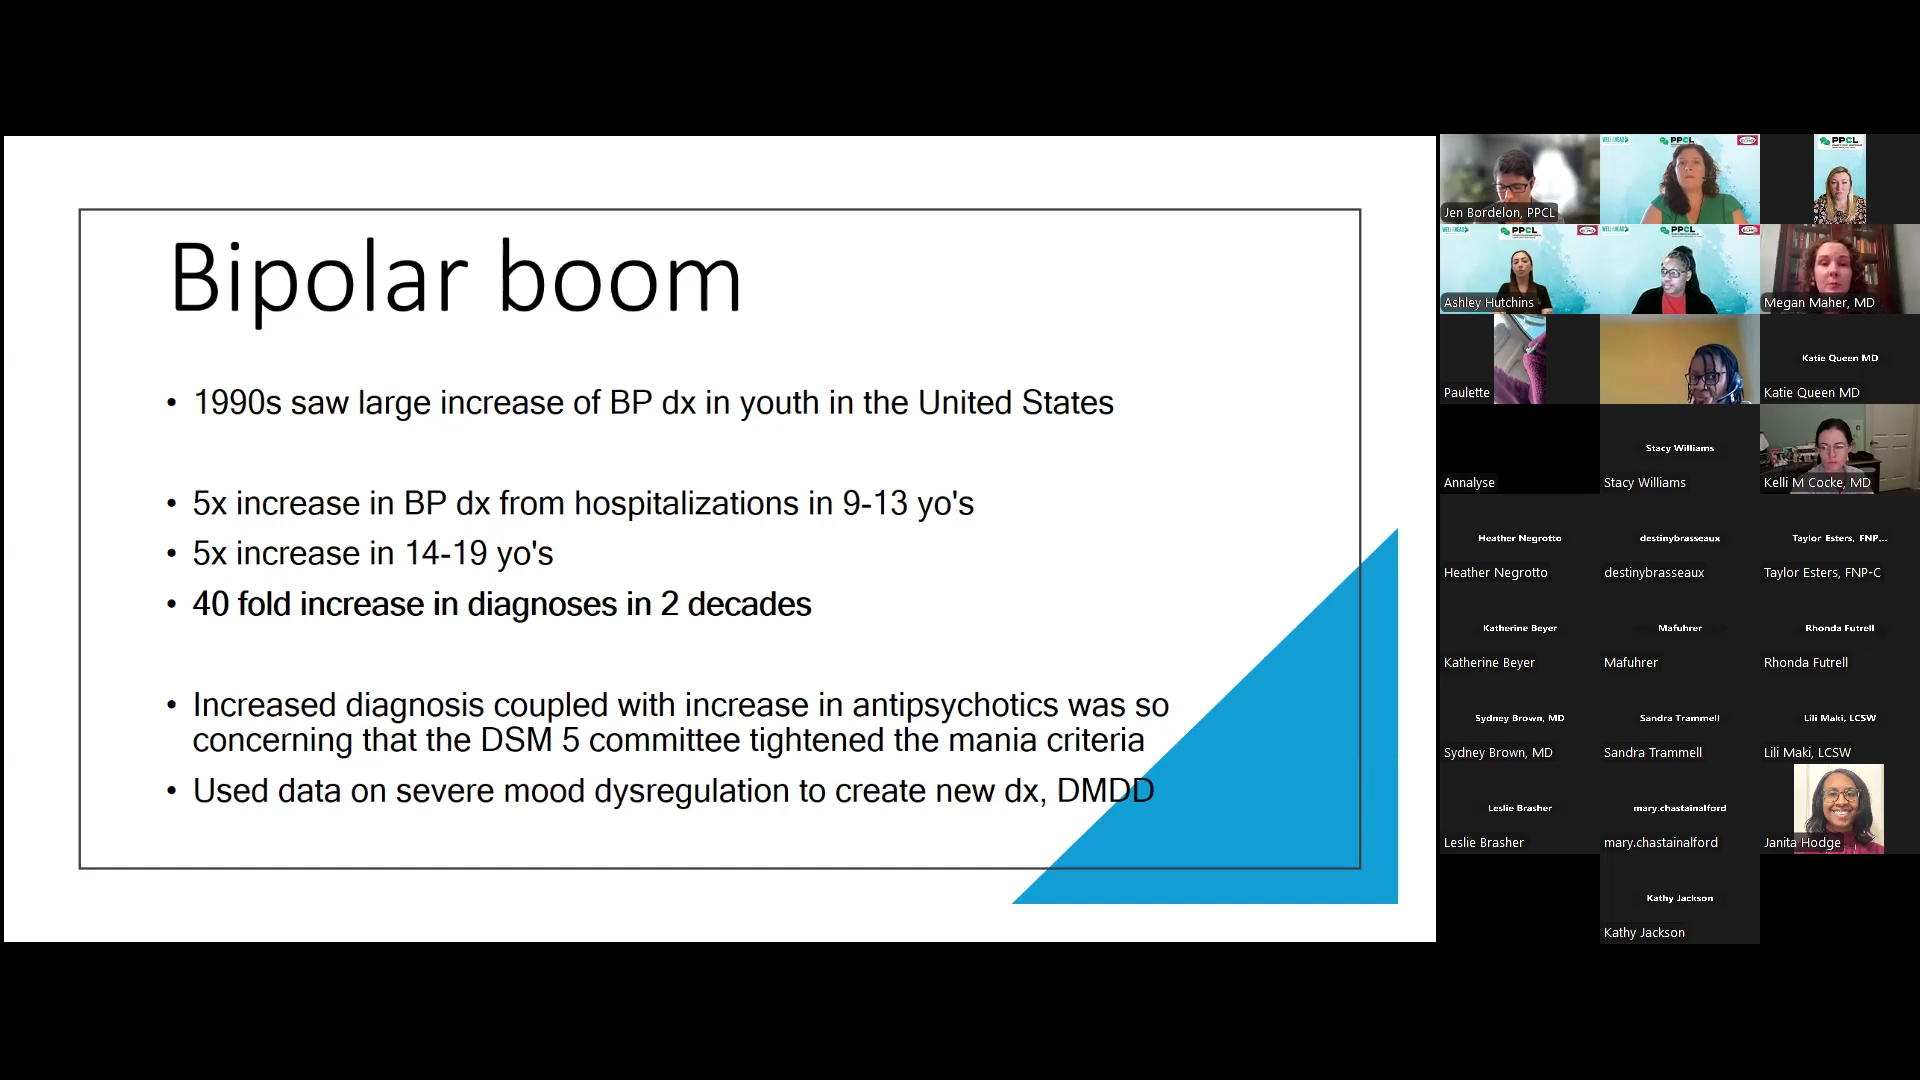 Bipolar boom
• 1990s saw large increase of BP dx in youth in the United States
• 5x increase in BP dx from hospitalizations in 9-13 yo's
• 5x increase in 14-19 yo's
• 40 fold increase in diagnoses in 2 decades
• Increased diagnosis coupled with increase in antipsychotics was so
concerning that the DSM 5 committee tightened the mania criteria
• Used data on severe mood dysregulation to create new dx, DMDD
Jen Bordelon, PPCL
PPCL
PPCL
PPCL
Ashley Hutchins
PPCL
Megan Maher, MD
Paulette
Katie Queen MD
Katie Queen MD
Annalyse
Stacy Williams
Stacy Williams
Kelli M Cocke, MD
Heather Negrotto
Heather Negrotto
destinybrasseaux
destinybrasseaux
Taylor Esters, FNP...
Taylor Esters, FNP-C
Katherine Beyer
Katherine Beyer
Mafuhrer
Mafuhrer
Rhonda Futrell
Rhonda Futrell
Sydney Brown, MD
Sydney Brown, MD
Sandra Trammell
Sandra Trammell
Lili Maki, LCSW
Lili Maki, LCSW
Leslie Brasher
Leslie Brasher
mary.chastainalford
mary.chastainalford
Janita Hodge
Kathy Jackson
Kathy Jackson